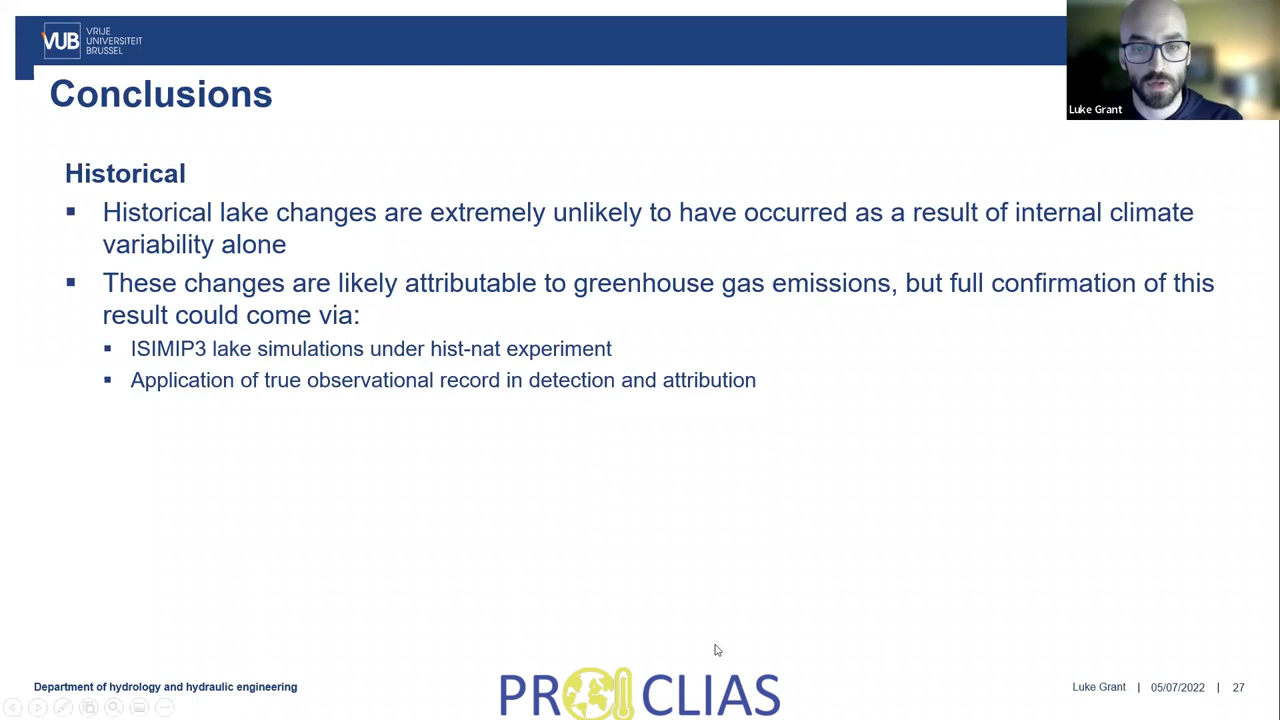 VUB
VRIJE
UNIVERSITEIT
BRUSSEL
Luke Grant
Conclusions
Historical
▪ Historical lake changes are extremely unlikely to have occurred as a result of internal climate
variability alone
▪ These changes are likely attributable to greenhouse gas emissions, but full confirmation of this
result could come via:
▪ ISIMIP3 lake simulations under hist-nat experiment
▪ Application of true observational record in detection and attribution
Department of hydrology and hydraulic engineering
PROCLIAS
Luke Grant | 05/07/2022 | 27